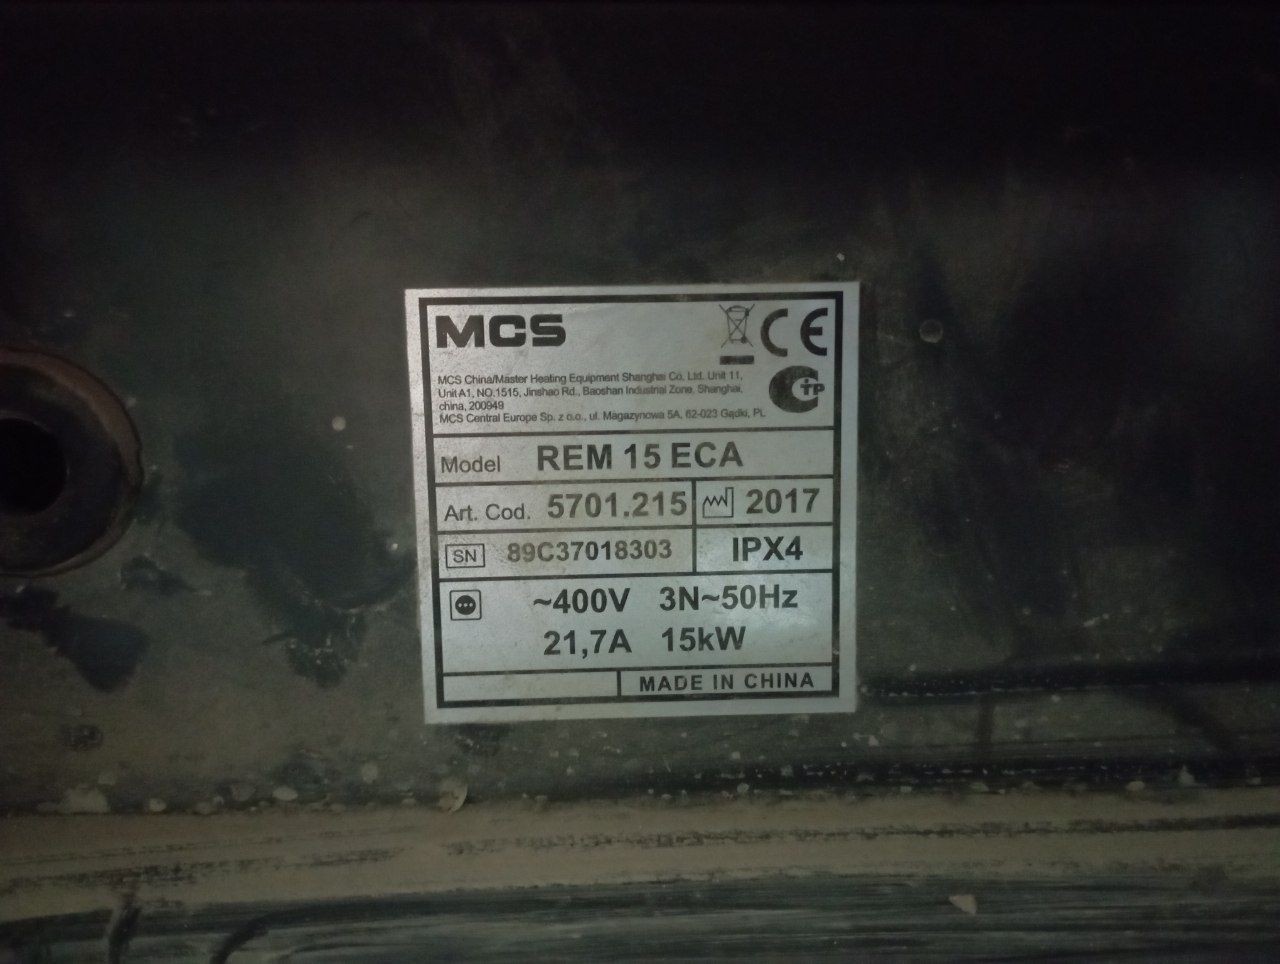 MCS
CE
MCS China/Master Heating Equipment Shanghai Co. Ltd. Unit 11,
Unit A1, NO.1515, Jinshao Rd., Baoshan Industrial Zone, Shanghai,
china, 200949
MCS Central Europe Sp. z o.o., ul. Magazynowa 5A, 62-023 Gądki, PL
TP
Model REM 15 ECA
Art. Cod. 5701.215 2017
SN 89C37018303 IPX4
~400V 3N~50Hz
21,7A 15kW
MADE IN CHINA